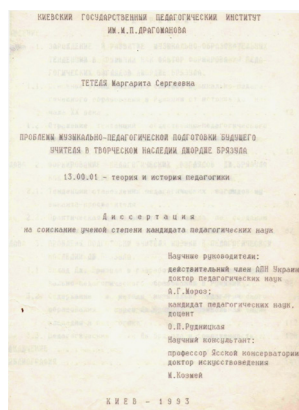 КИЕВСКИЙ ГОСУДАРСТВЕННЫЙ ПЕДАГОГИЧЕСКИЙ ИНСТИТУТ
ИМ.М.П.ДРАГОМАНОВА
ТЕТЕЛЯ Маргарита Сергеевна
ПРОБЛЕМЫ МУЗЫКАЛЬНО-ПЕДАГОГИЧЕСКОЙ ПОДГОТОВКИ БУДУЩЕГО
УЧИТЕЛЯ В ТВОРЧЕСКОМ НАСЛЕДИИ ДЖОРДЖЕ БРЯЗУЛА
13.00.01 - теория и история педагогики
Диссертация
на соискание ученой степени кандидата педагогических наук
Научные руководители:
действительный член АПН Украины
доктор педагогических наук
А.Г.Мороз;
кандидат педагогических наук,
доцент
О.П.Рудницкая
Научный консультант:
профессор Ясской консерватории
доктор искусствоведения
М.Козмей
КИЕВ - 1993